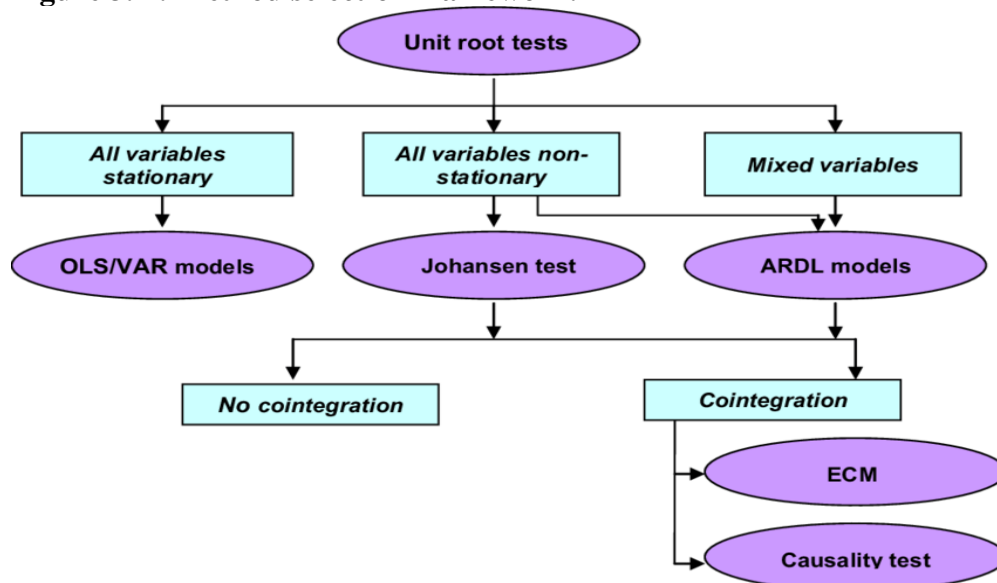 Unit root tests
All variables
stationary
All variables non-
stationary
Mixed variables
OLS/VAR models
Johansen test
ARDL models
No cointegration
Cointegration
ECM
Causality test